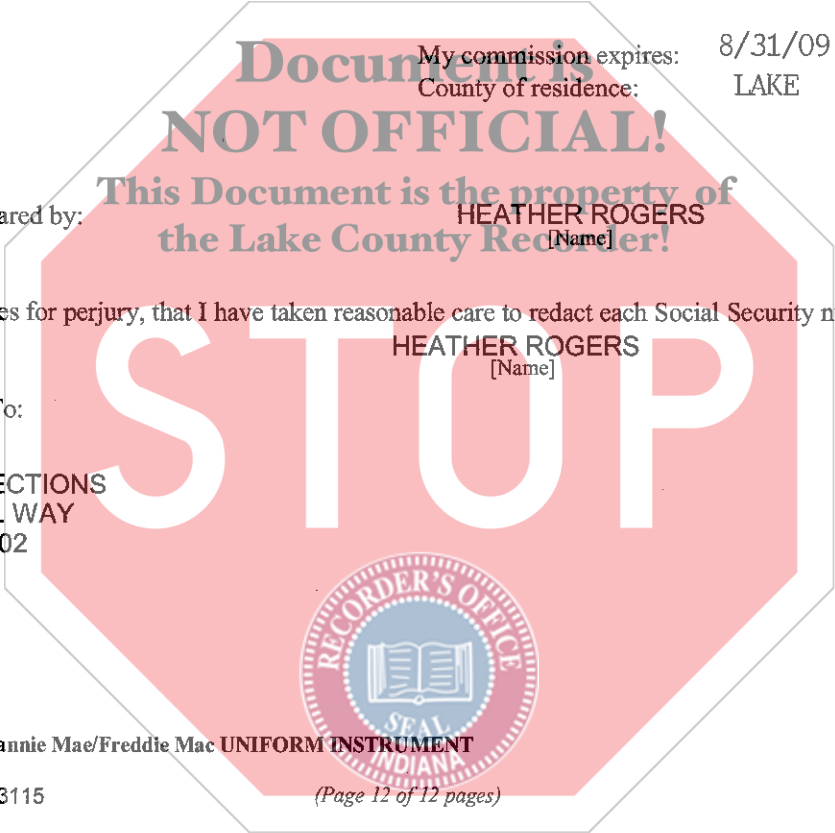 My commission expires: 8/31/09
County of residence: LAKE
Document is
NOT OFFICIAL!
This Document is the property of
the Lake County Recorder!
ared by: HEATHER ROGERS
[Name]
es for perjury, that I have taken reasonable care to redact each Social Security n
HEATHER ROGERS
[Name]
STOP
To:
ECTIONS
WAY
02
RECORDER'S OFFICE
SEAL
INDIANA
annie Mae/Freddie Mac UNIFORM INSTRUMENT
3115 (Page 12 of 12 pages)